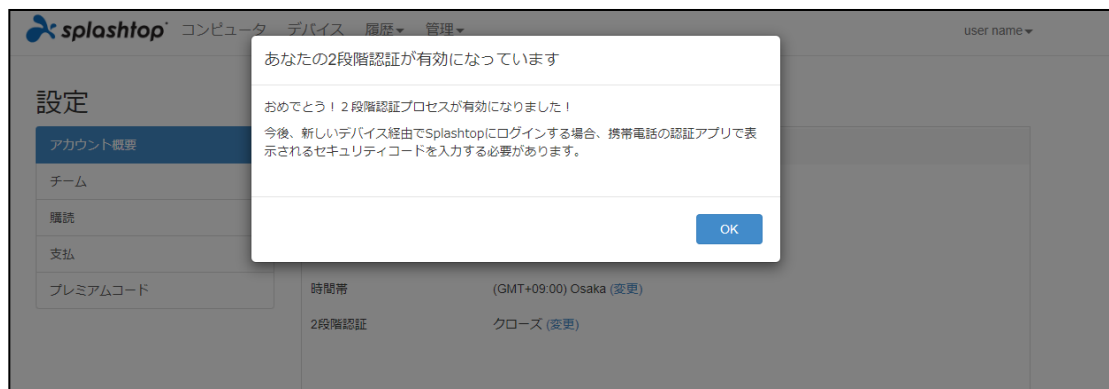 splashtop コンピュータ デバイス 履歴▾ 管理▾ user name▾
あなたの2段階認証が有効になっています
おめでとう!2段階認証プロセスが有効になりました!
今後、新しいデバイス経由でSplashtopにログインする場合、携帯電話の認証アプリで表
示されるセキュリティコードを入力する必要があります。
OK
設定
アカウント概要
チーム
購読
支払
プレミアムコード
時間帯 (GMT+09:00) Osaka (変更)
2段階認証 クローズ (変更)